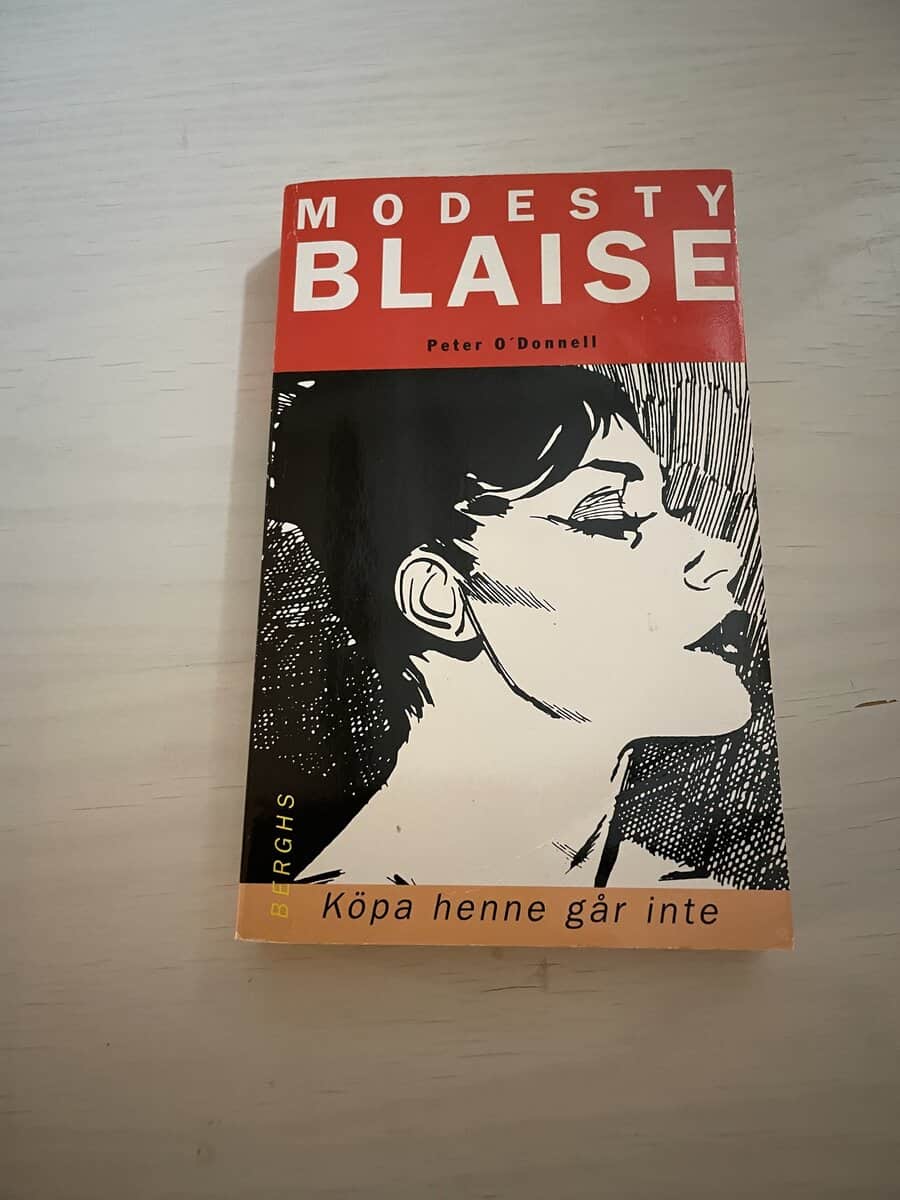 MODESTY
BLAISE
Peter O´Donnell
BERGHS
Köpa henne går inte